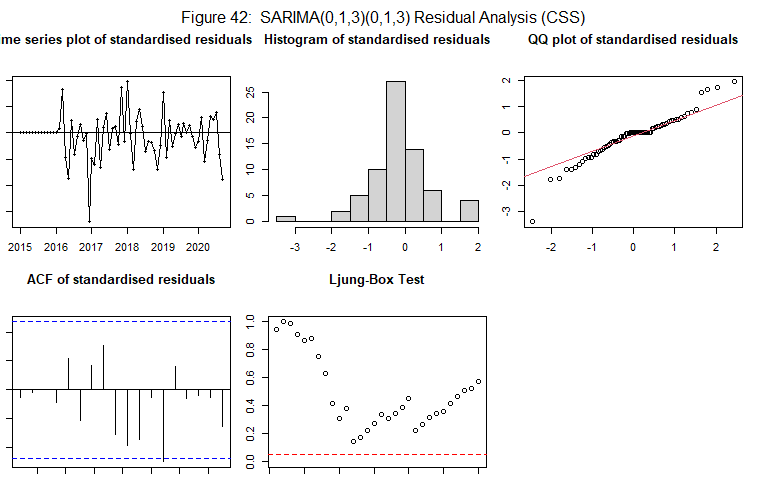 Figure 42: SARIMA(0,1,3)(0,1,3) Residual Analysis (CSS)
ime series plot of standardised residuals
2015 2016 2017 2018 2019 2020
Histogram of standardised residuals
0 5 10 15 20 25
-3 -2 -1 0 1 2
QQ plot of standardised residuals
-3 -2 -1 0 1 2
-2 -1 0 1 2
ACF of standardised residuals
Ljung-Box Test
0.0 0.2 0.4 0.6 0.8 1.0